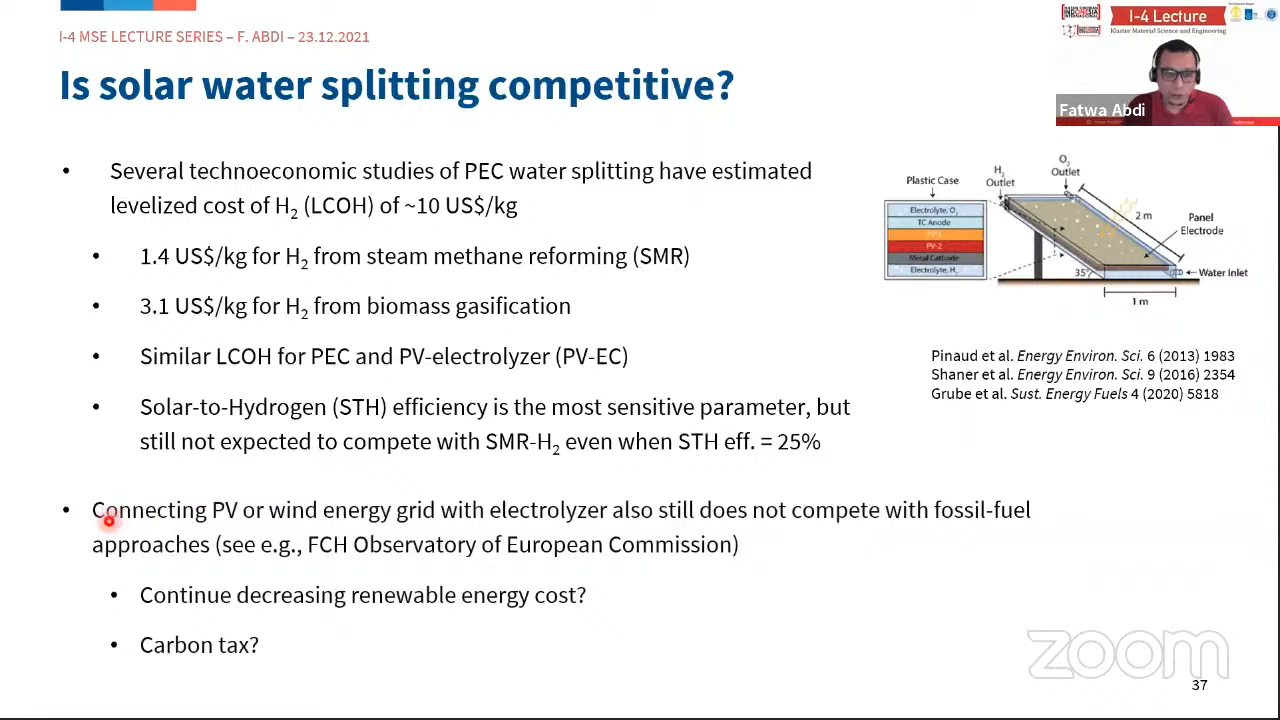 I-4 MSE LECTURE SERIES – F. ABDI – 23.12.2021
I-4 Lecture
Kluster Material Science and Engineering
Fatwa Abdi
Is solar water splitting competitive?
• Several technoeconomic studies of PEC water splitting have estimated
levelized cost of H2 (LCOH) of ~10 US$/kg
• 1.4 US$/kg for H2 from steam methane reforming (SMR)
• 3.1 US$/kg for H2 from biomass gasification
• Similar LCOH for PEC and PV-electrolyzer (PV-EC)
• Solar-to-Hydrogen (STH) efficiency is the most sensitive parameter, but
still not expected to compete with SMR-H2 even when STH eff. = 25%
• Connecting PV or wind energy grid with electrolyzer also still does not compete with fossil-fuel
approaches (see e.g., FCH Observatory of European Commission)
• Continue decreasing renewable energy cost?
• Carbon tax?
Plastic Case
Electrolyte, O2
TC Anode
PV-2
Metal Cathode
Electrolyte, H2
H2
Outlet
O2
Outlet
2 m
Panel
Electrode
Water Inlet
35°
1 m
Pinaud et al. Energy Environ. Sci. 6 (2013) 1983
Shaner et al. Energy Environ. Sci. 9 (2016) 2354
Grube et al. Sust. Energy Fuels 4 (2020) 5818
zoom
37